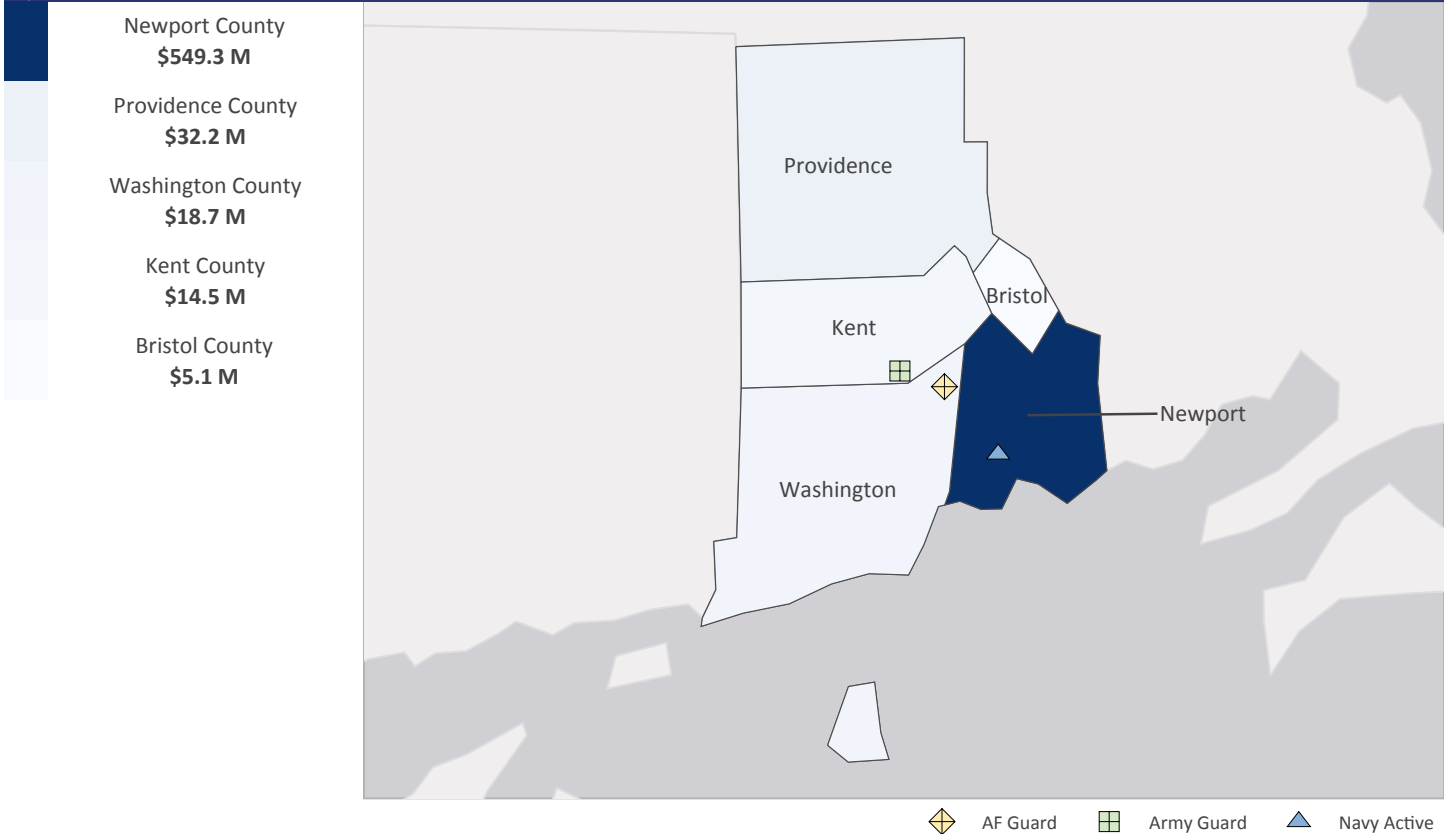 Newport County
$549.3 M
Providence County
$32.2 M
Washington County
$18.7 M
Kent County
$14.5 M
Bristol County
$5.1 M
Providence
Bristol
Kent
Newport
Washington
AF Guard
Army Guard
Navy Active